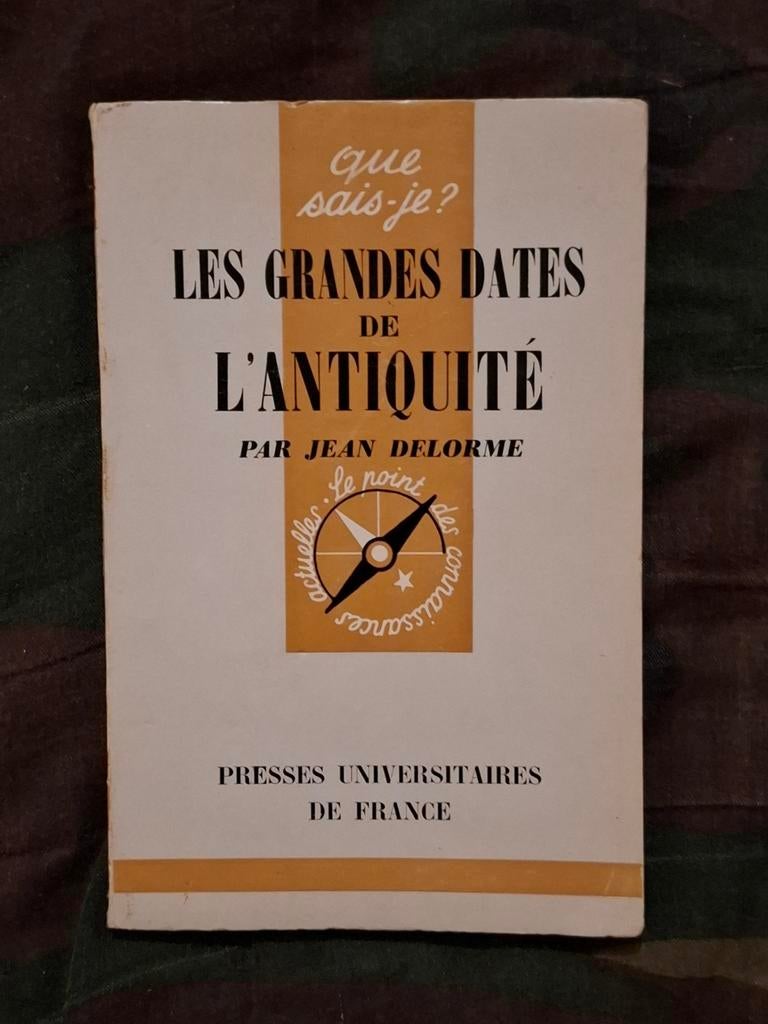 que
sais-je?
LES GRANDES DATES
DE
L'ANTIQUITÉ
PAR JEAN DELORME
Le point des connaissances actuelles.
PRESSES UNIVERSITAIRES
DE FRANCE